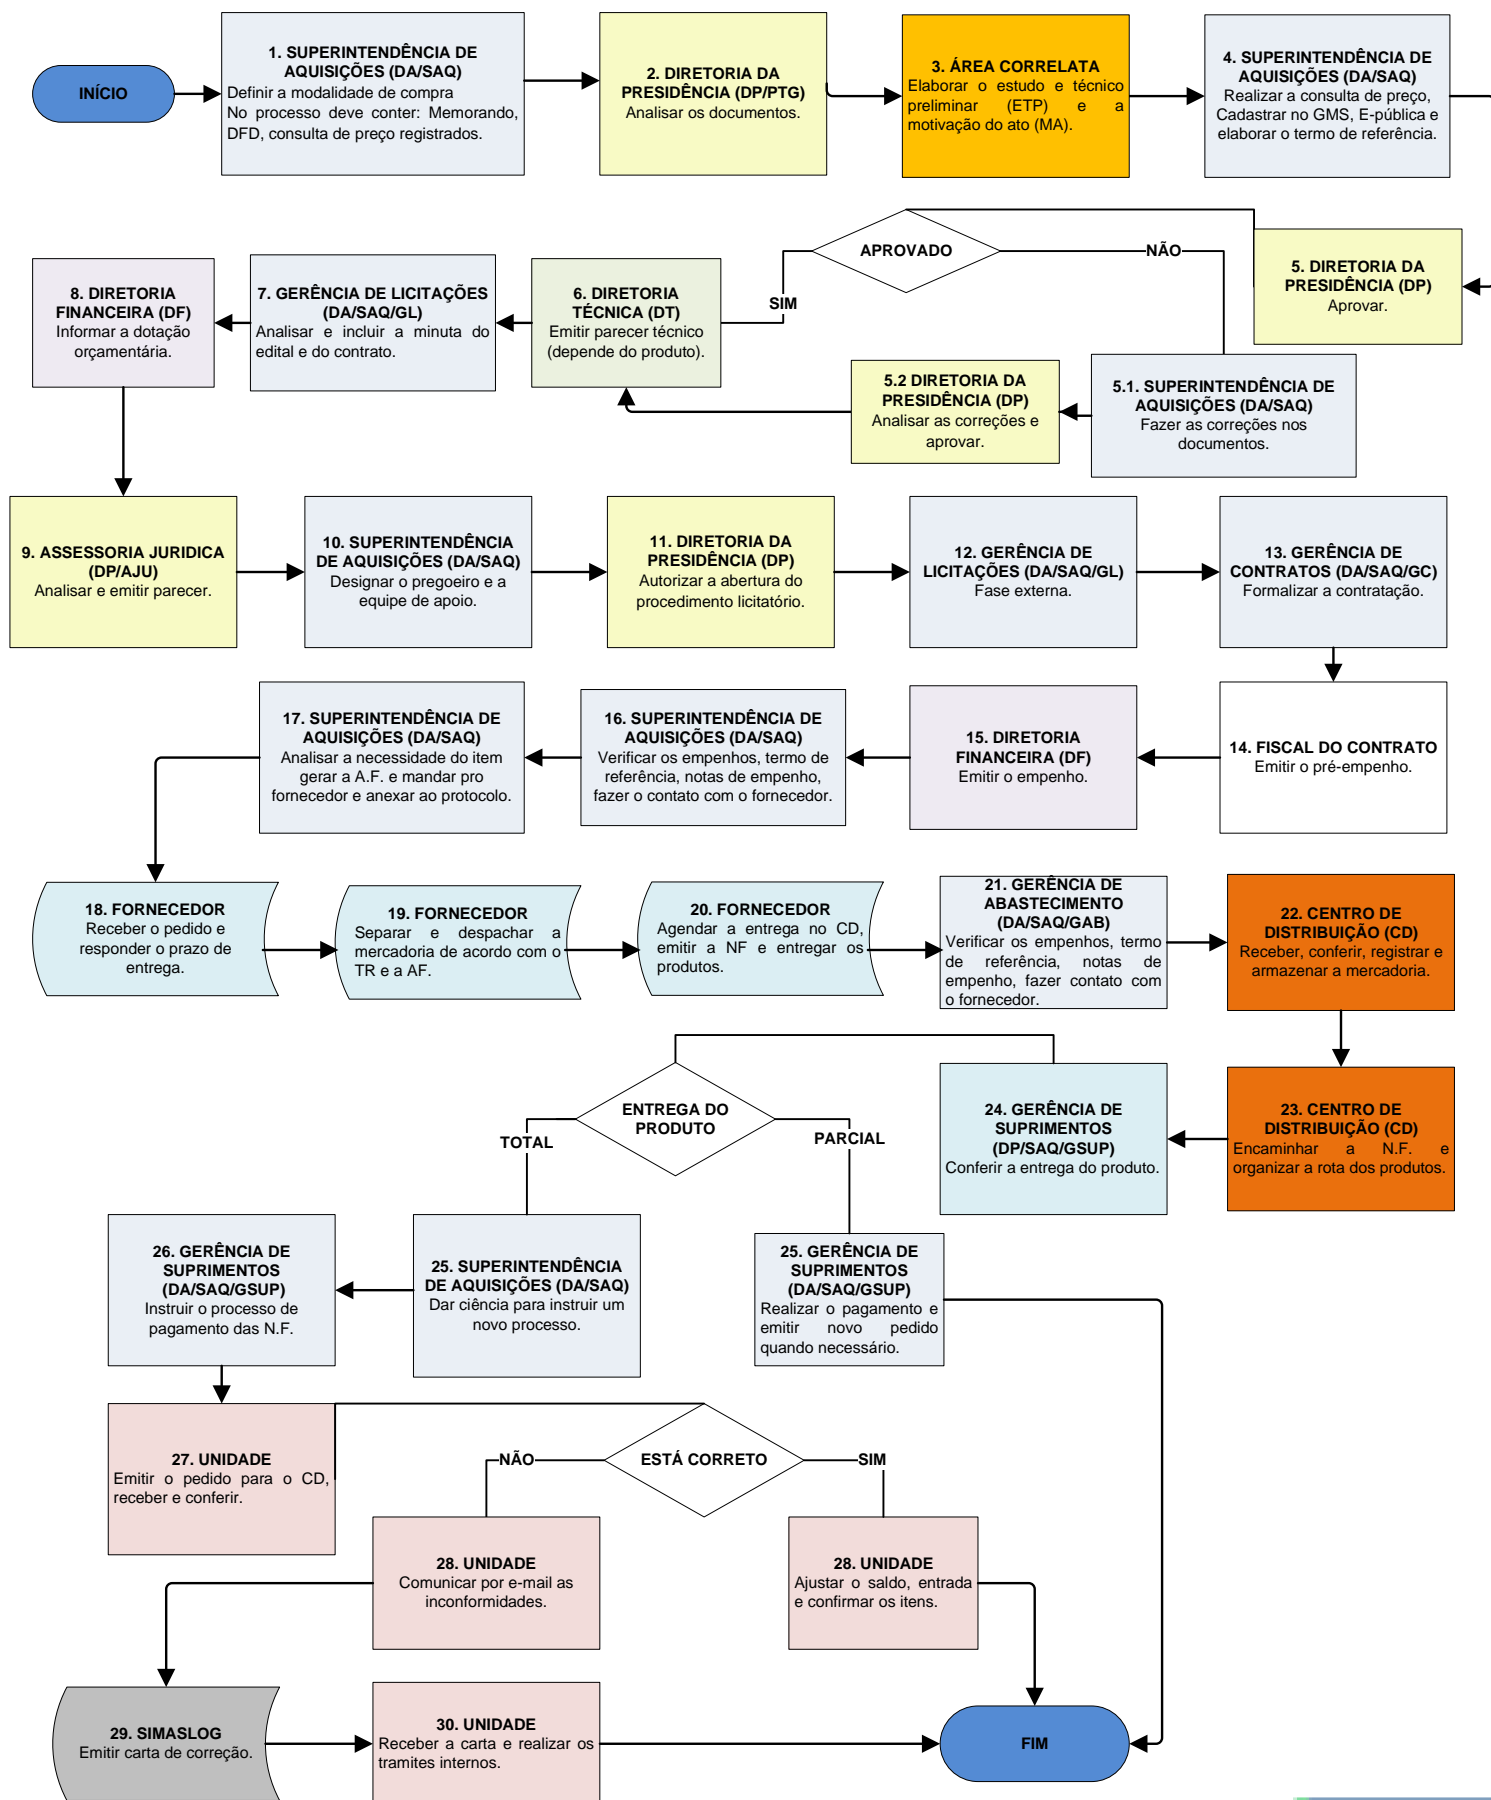 INÍCIO
1. SUPERINTENDÊNCIA DE
AQUISIÇÕES (DA/SAQ)
Definir a modalidade de compra
No processo deve conter: Memorando,
DFD, consulta de preço registrados.
2. DIRETORIA DA
PRESIDÊNCIA (DP/PTG)
Analisar os documentos.
3. ÁREA CORRELATA
Elaborar o estudo e técnico
preliminar (ETP) e a
motivação do ato (MA).
4. SUPERINTENDÊNCIA DE
AQUISIÇÕES (DA/SAQ)
Realizar a consulta de preço,
Cadastrar no GMS, E-pública e
elaborar o termo de referência.
APROVADO
NÃO
SIM
5. DIRETORIA DA
PRESIDÊNCIA (DP)
Aprovar.
8. DIRETORIA
FINANCEIRA (DF)
Informar a dotação
orçamentária.
7. GERÊNCIA DE LICITAÇÕES
(DA/SAQ/GL)
Analisar e incluir a minuta do
edital e do contrato.
6. DIRETORIA
TÉCNICA (DT)
Emitir parecer técnico
(depende do produto).
5.2 DIRETORIA DA
PRESIDÊNCIA (DP)
Analisar as correções e
aprovar.
5.1. SUPERINTENDÊNCIA DE
AQUISIÇÕES (DA/SAQ)
Fazer as correções nos
documentos.
9. ASSESSORIA JURIDICA
(DP/AJU)
Analisar e emitir parecer.
10. SUPERINTENDÊNCIA
DE AQUISIÇÕES (DA/SAQ)
Designar o pregoeiro e a
equipe de apoio.
11. DIRETORIA DA
PRESIDÊNCIA (DP)
Autorizar a abertura do
procedimento licitatório.
12. GERÊNCIA DE
LICITAÇÕES (DA/SAQ/GL)
Fase externa.
13. GERÊNCIA DE
CONTRATOS (DA/SAQ/GC)
Formalizar a contratação.
17. SUPERINTENDÊNCIA DE
AQUISIÇÕES (DA/SAQ)
Analisar a necessidade do item
gerar a A.F. e mandar pro
fornecedor e anexar ao protocolo.
16. SUPERINTENDÊNCIA DE
AQUISIÇÕES (DA/SAQ)
Verificar os empenhos, termo de
referência, notas de empenho,
fazer o contato com o fornecedor.
15. DIRETORIA
FINANCEIRA (DF)
Emitir o empenho.
14. FISCAL DO CONTRATO
Emitir o pré-empenho.
18. FORNECEDOR
Receber o pedido e
responder o prazo de
entrega.
19. FORNECEDOR
Separar e despachar a
mercadoria de acordo com o
TR e a AF.
20. FORNECEDOR
Agendar a entrega no CD,
emitir a NF e entregar os
produtos.
21. GERÊNCIA DE
ABASTECIMENTO
(DA/SAQ/GAB)
Verificar os empenhos, termo
de referência, notas de
empenho, fazer contato com
o fornecedor.
22. CENTRO DE
DISTRIBUIÇÃO (CD)
Receber, conferir, registrar e
armazenar a mercadoria.
ENTREGA DO
PRODUTO
TOTAL
PARCIAL
24. GERÊNCIA DE
SUPRIMENTOS
(DP/SAQ/GSUP)
Conferir a entrega do produto.
23. CENTRO DE
DISTRIBUIÇÃO (CD)
Encaminhar a N.F. e
organizar a rota dos produtos.
26. GERÊNCIA DE
SUPRIMENTOS
(DA/SAQ/GSUP)
Instruir o processo de
pagamento das N.F.
25. SUPERINTENDÊNCIA
DE AQUISIÇÕES (DA/SAQ)
Dar ciência para instruir um
novo processo.
25. GERÊNCIA DE
SUPRIMENTOS
(DA/SAQ/GSUP)
Realizar o pagamento e
emitir novo pedido
quando necessário.
27. UNIDADE
Emitir o pedido para o CD,
receber e conferir.
NÃO
ESTÁ CORRETO
SIM
28. UNIDADE
Comunicar por e-mail as
inconformidades.
28. UNIDADE
Ajustar o saldo, entrada
e confirmar os itens.
29. SIMASLOG
Emitir carta de correção.
30. UNIDADE
Receber a carta e realizar os
tramites internos.
FIM